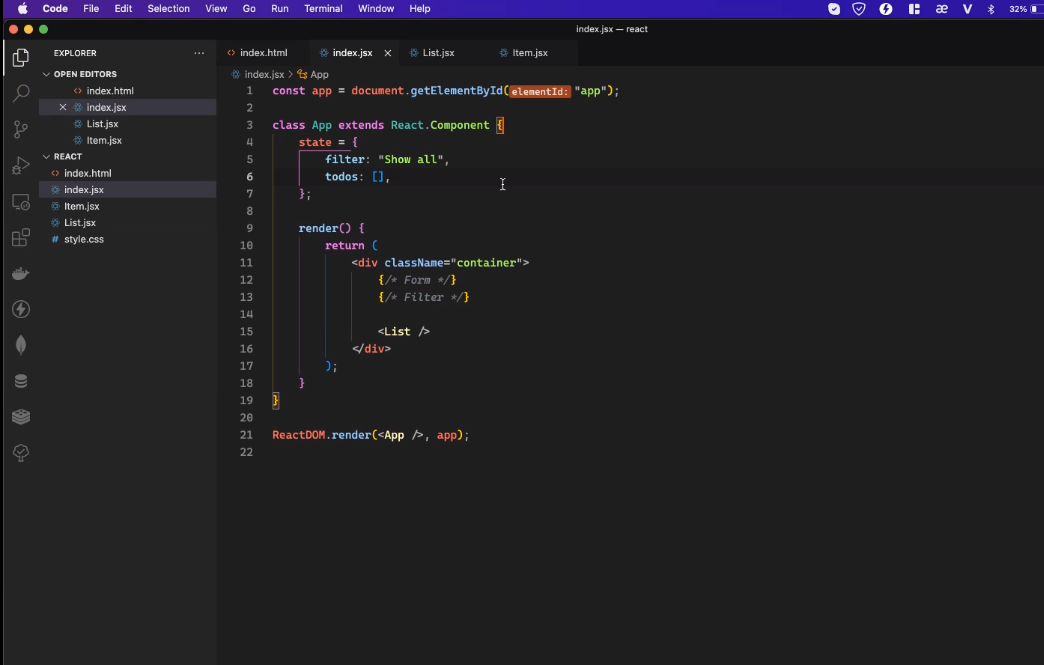 Code File Edit Selection View Go Run Terminal Window Help æ V 32%
index.jsx — react
EXPLORER ...
index.html index.jsx List.jsx Item.jsx
OPEN EDITORS
index.html
index.jsx
List.jsx
Item.jsx
REACT
index.html
index.jsx
Item.jsx
List.jsx
# style.css
index.jsx > App
1 const app = document.getElementById(elementId: "app");
2
3 class App extends React.Component {
4 state = {
5 filter: "Show all",
6 todos: [],
7 };
8
9 render() {
10 return (
11 <div className="container">
12 {/* Form */}
13 {/* Filter */}
14
15 <List />
16 </div>
17 );
18 }
19 }
20
21 ReactDOM.render(<App />, app);
22